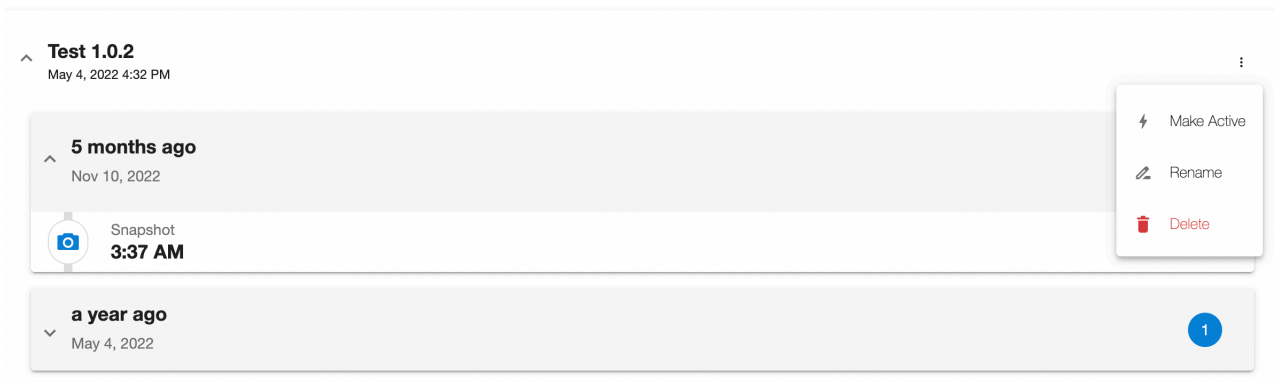 Test 1.0.2
May 4, 2022 4:32 PM
Make Active
5 months ago
Nov 10, 2022
Rename
Delete
Snapshot
3:37 AM
a year ago
May 4, 2022
1